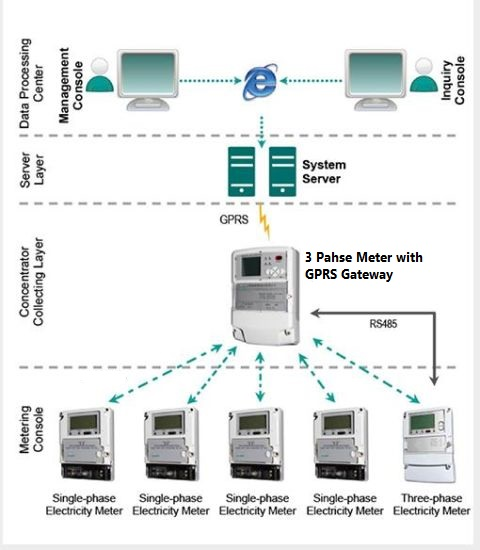 Data Processing
Center
Management
Console
Inquiry
Console
Server
Layer
System
Server
GPRS
Concentrator
Collecting Layer
3 Pahse Meter with
GPRS Gateway
RS485
Metering
Console
Single-phase
Electricity Meter
Single-phase
Electricity Meter
Single-phase
Electricity Meter
Single-phase
Electricity Meter
Three-phase
Electricity Meter